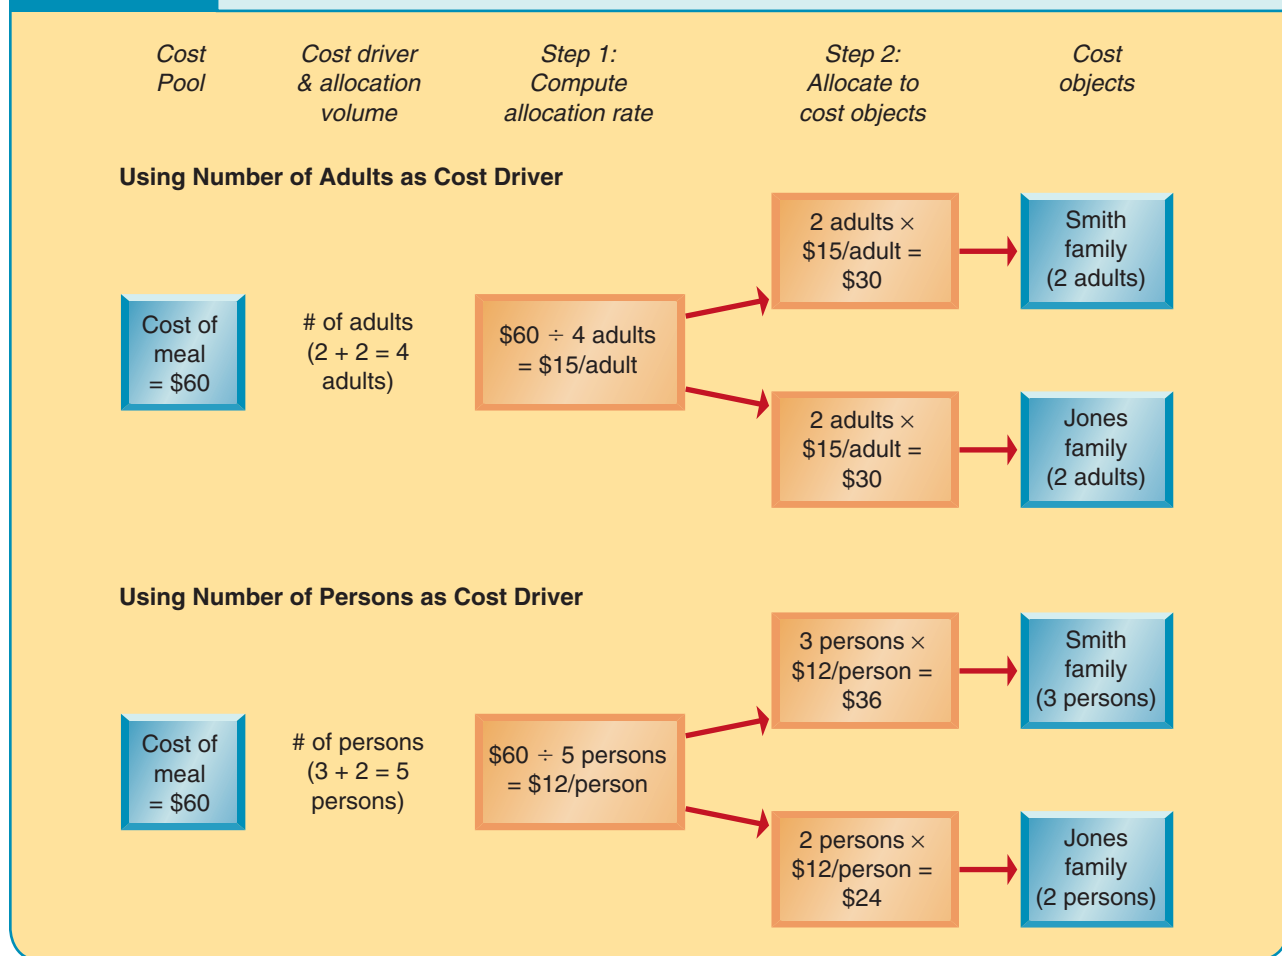 Cost
Pool
Cost driver
& allocation
volume
Step 1:
Compute
allocation rate
Step 2:
Allocate to
cost objects
Cost
objects
Using Number of Adults as Cost Driver
Cost of
meal
= $60
# of adults
(2 + 2 = 4
adults)
$60 ÷ 4 adults
= $15/adult
2 adults ×
$15/adult =
$30
Smith
family
(2 adults)
2 adults ×
$15/adult =
$30
Jones
family
(2 adults)
Using Number of Persons as Cost Driver
Cost of
meal
= $60
# of persons
(3 + 2 = 5
persons)
$60 ÷ 5 persons
= $12/person
3 persons ×
$12/person =
$36
Smith
family
(3 persons)
2 persons ×
$12/person =
$24
Jones
family
(2 persons)